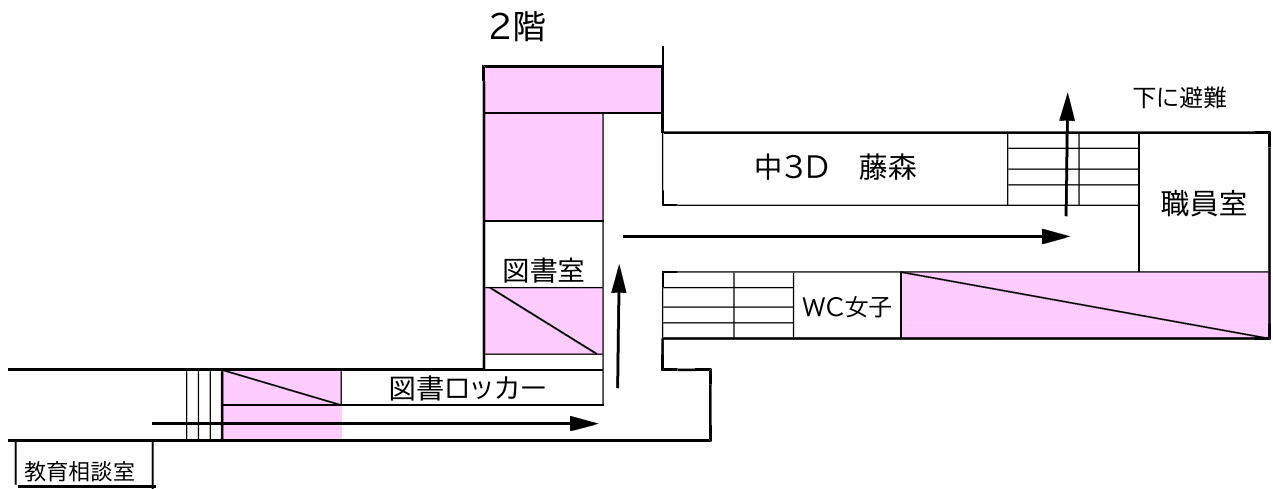 ２階
下に避難
中３D　藤森
職員室
図書室
WC女子
図書ロッカー
教育相談室